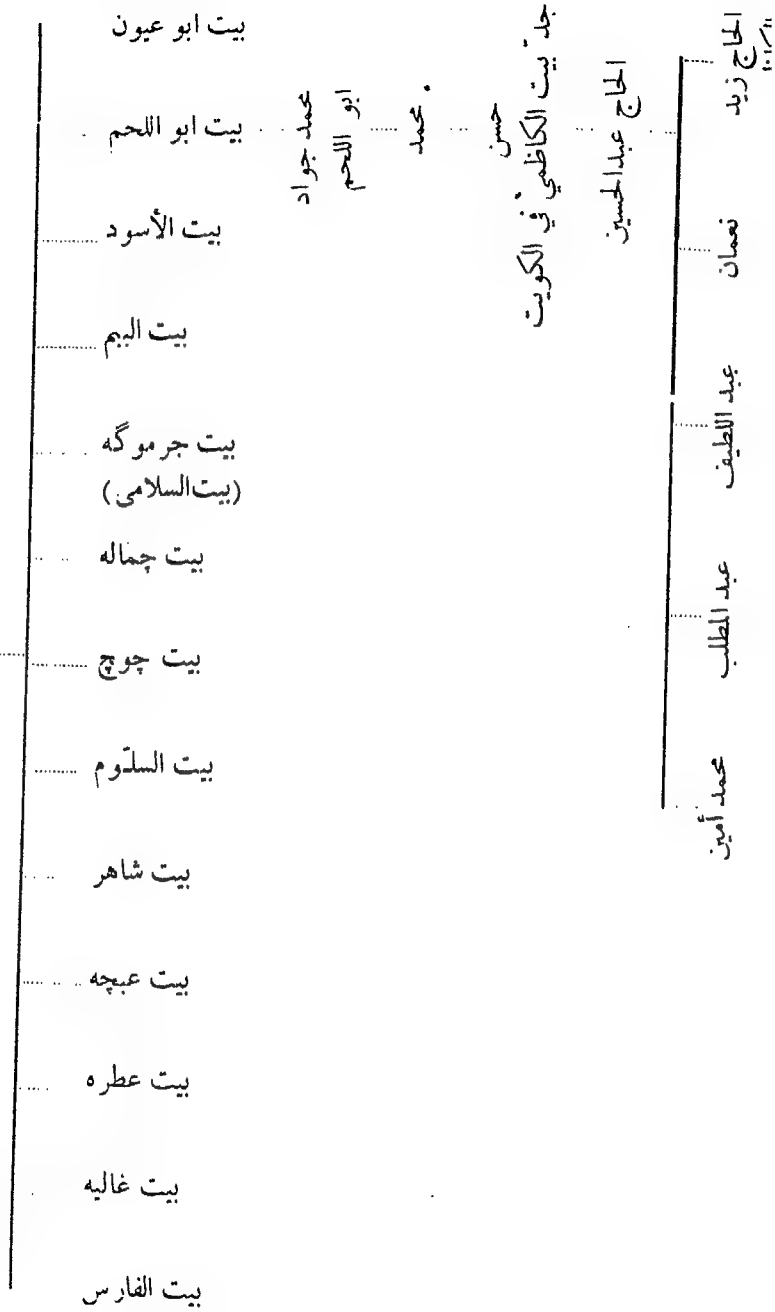 بيت ابو عيون
بيت ابو اللحم
محمد جواد
ابو اللحم
محمد
حسن
جد بيت الكاظمي في الكويت
الحاج عبدالحسين
الحاج زيد
نعمان
عبد اللطيف
عبد المطلب
محمد أمين
بيت الأسود
بيت الببم
بيت جرموگه
(بيت السلامي)
بيت چماله
بيت چوچ
بيت السلّوم
بيت شاهر
بيت عبچه
بيت عطره
بيت غاليه
بيت الفارس